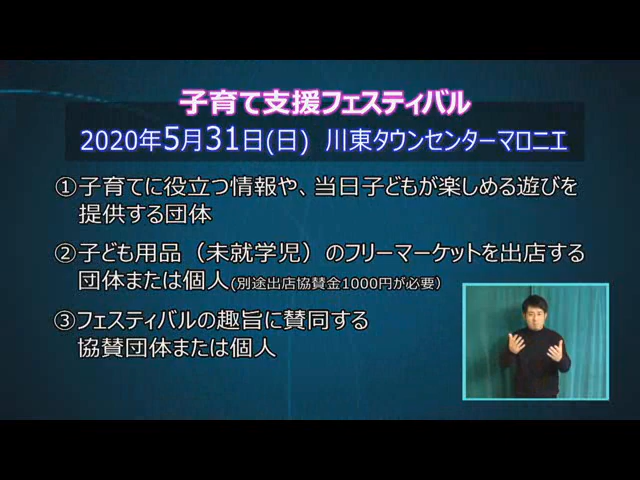 子育て支援フェスティバル
2020年5月31日(日) 川東タウンセンターマロニエ
①子育てに役立つ情報や、当日子どもが楽しめる遊びを
提供する団体
②子ども用品（未就学児）のフリーマーケットを出店する
団体または個人(別途出店協賛金1000円が必要）
③フェスティバルの趣旨に賛同する
協賛団体または個人